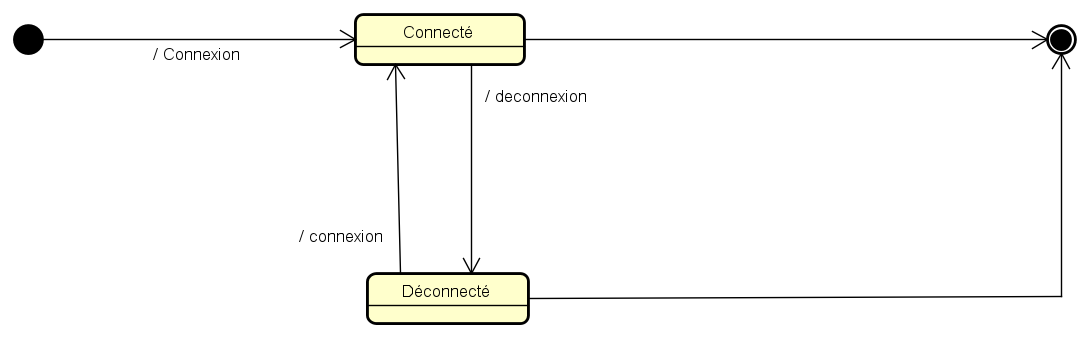 Connecté
/ Connexion
/ deconnexion
/ connexion
Déconnecté